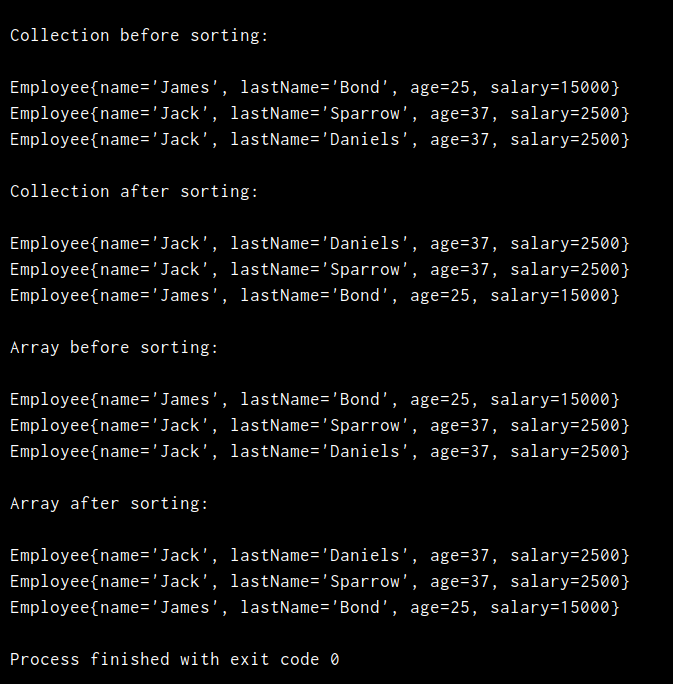 Collection before sorting:
Employee{name='James', lastName='Bond', age=25, salary=15000}
Employee{name='Jack', lastName='Sparrow', age=37, salary=2500}
Employee{name='Jack', lastName='Daniels', age=37, salary=2500}
Collection after sorting:
Employee{name='Jack', lastName='Daniels', age=37, salary=2500}
Employee{name='Jack', lastName='Sparrow', age=37, salary=2500}
Employee{name='James', lastName='Bond', age=25, salary=15000}
Array before sorting:
Employee{name='James', lastName='Bond', age=25, salary=15000}
Employee{name='Jack', lastName='Sparrow', age=37, salary=2500}
Employee{name='Jack', lastName='Daniels', age=37, salary=2500}
Array after sorting:
Employee{name='Jack', lastName='Daniels', age=37, salary=2500}
Employee{name='Jack', lastName='Sparrow', age=37, salary=2500}
Employee{name='James', lastName='Bond', age=25, salary=15000}
Process finished with exit code 0